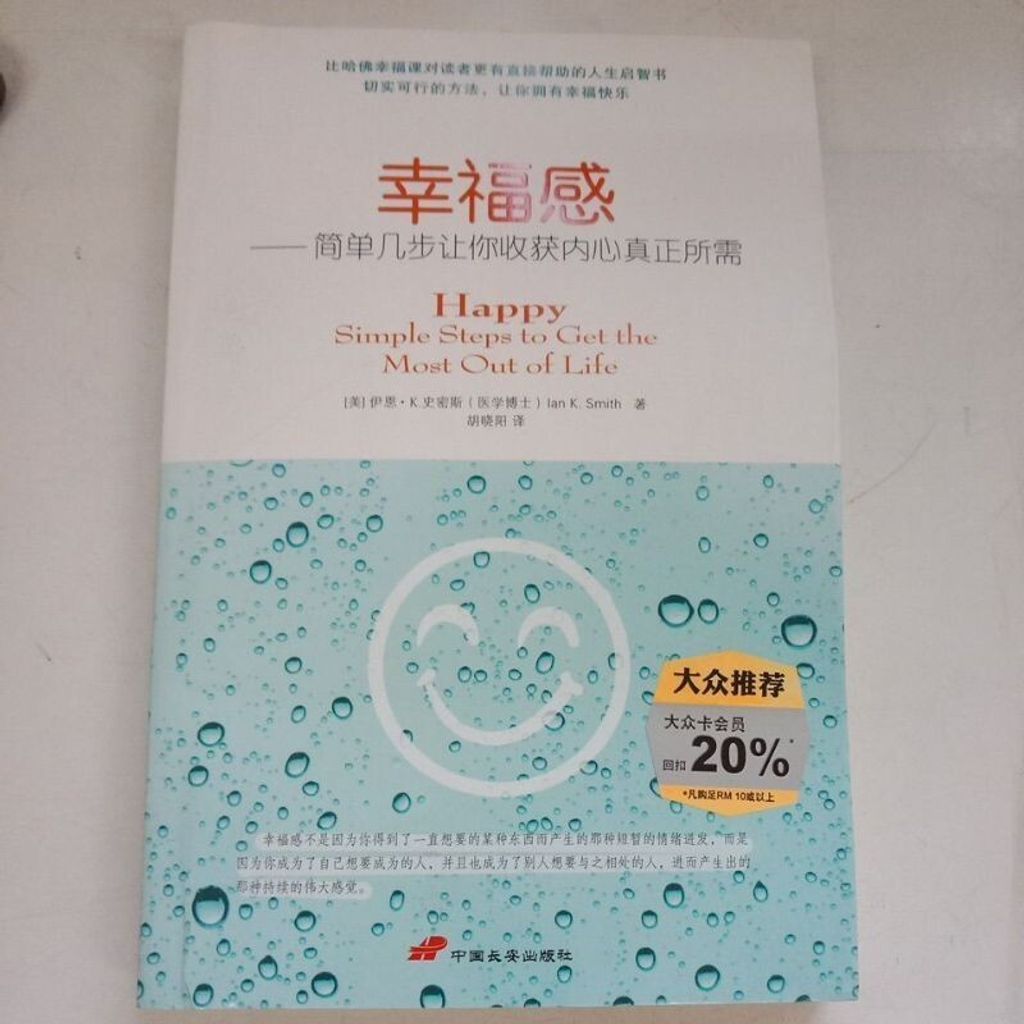 比哈佛幸福课对读者更有直接帮助的人生启智书
切实可行的方法，让你拥有幸福快乐
幸福感
——简单几步让你收获内心真正所需
Happy
Simple Steps to Get the
Most Out of Life
[美] 伊恩·K.史密斯（医学博士）Ian K. Smith 著
胡晓阳 译
大众推荐
大众卡会员
回扣 20%*
*凡购足RM 10或以上
幸福感不是因为你得到了一直想要的某种东西而产生的那种短暂的情绪迸发，而是
因为你成为了自己想要成为的人，并且也成为了别人想要与之相处的人，进而产生出的
那种持续的伟大感觉。
中国长安出版社